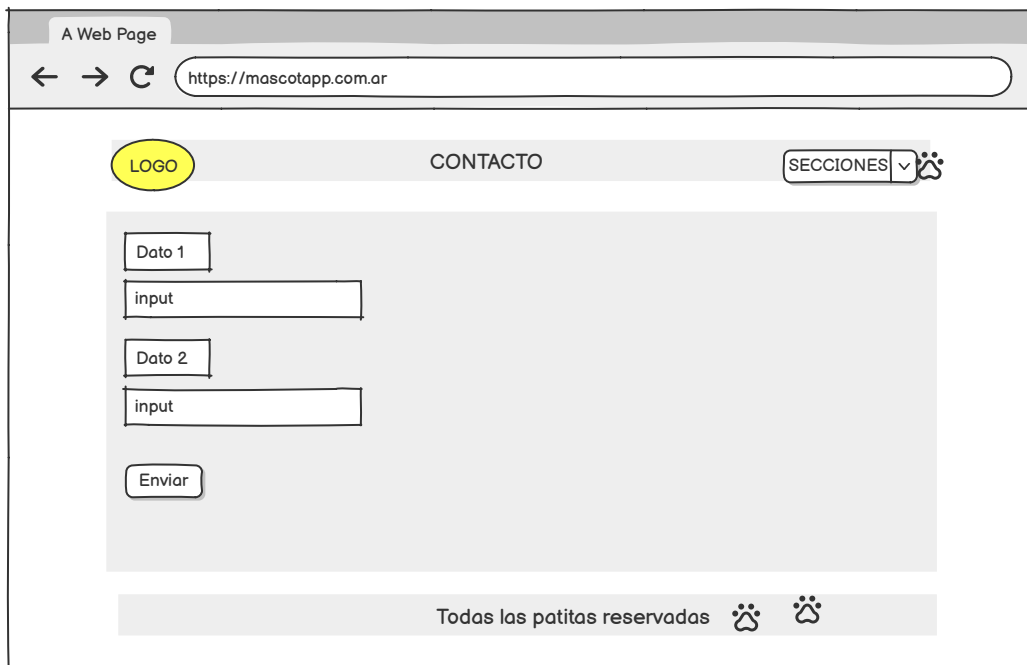 A Web Page
https://mascotapp.com.ar
LOGO
CONTACTO
SECCIONES
Dato 1
input
Dato 2
input
Enviar
Todas las patitas reservadas